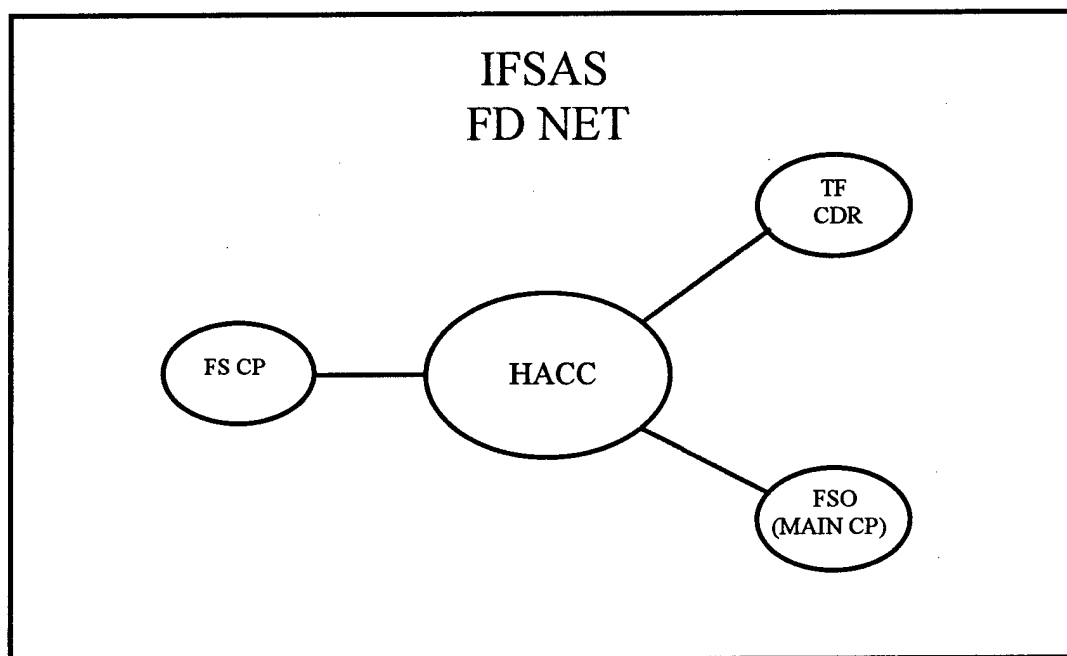 IFSAS
FD NET
TF
CDR
FS CP
HACC
FSO
(MAIN CP)